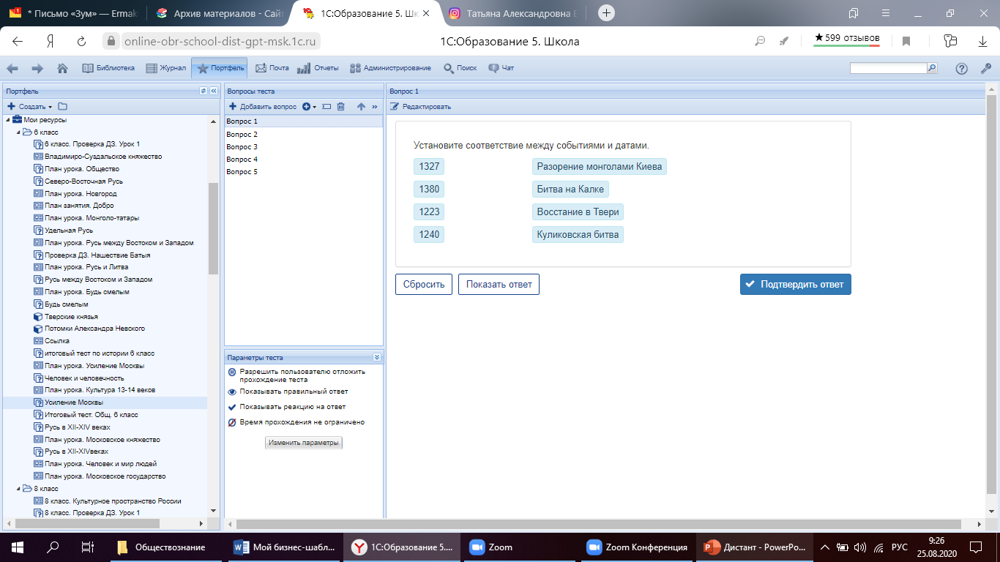 * Письмо «Зум» — Ermak
Архив материалов - Сайт
1С:Образование 5. Шк
Татьяна Александровна Е
online-obr-school-dist-gpt-msk.1c.ru
1С:Образование 5. Школа
★ 599 отзывов
Библиотека
Журнал
Портфель
Почта
Отчеты
Администрирование
Поиск
Чат
Портфель
Создать
Мои ресурсы
6 класс
6 класс. Проверка ДЗ. Урок 1
Владимиро-Суздальское княжество
План урока. Общество
Северо-Восточная Русь
План урока. Новгород
План занятия. Добро
План урока. Монголо-татары
Удельная Русь
План урока. Русь между Востоком и Западом
Проверка ДЗ. Нашествие Батыя
План урока. Русь и Литва
Русь между Востоком и Западом
План урока. Будь смелым
Будь смелым
Тверские князья
Потомки Александра Невского
Ссылка
итоговый тест по истории 6 класс
План урока. Усиление Москвы
Человек и человечность
План урока. Культура 13-14 веков
Усиление Москвы
Итоговый тест. Общ. 6 класс
Русь в XII-XIV веках
План урока. Московское княжество
Русь в XII-XIVвеках
План урока. Человек и мир людей
План урока. Московское государство
8 класс
8 класс. Культурное пространство России
8 класс. Проверка ДЗ. Урок 1
Вопросы теста
Добавить вопрос
Вопрос 1
Вопрос 2
Вопрос 3
Вопрос 4
Вопрос 5
Параметры теста
Разрешить пользователю отложить
прохождение теста
Показывать правильный ответ
Показывать реакцию на ответ
Время прохождения не ограничено
Изменить параметры
Вопрос 1
Редактировать
Установите соответствие между событиями и датами.
1327 Разорение монголами Киева
1380 Битва на Калке
1223 Восстание в Твери
1240 Куликовская битва
Сбросить
Показать ответ
Подтвердить ответ
Обществознание
Мой бизнес-шабл...
1С:Образование 5....
Zoom
Zoom Конференция
Дистант - PowerPo...
РУС
9:26
25.08.2020